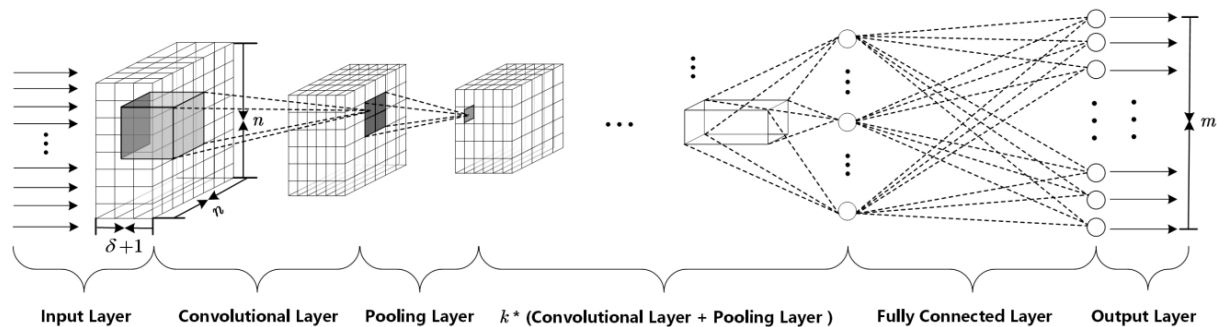 n
m
n
δ+1
Input Layer
Convolutional Layer
Pooling Layer
k* (Convolutional Layer + Pooling Layer )
Fully Connected Layer
Output Layer